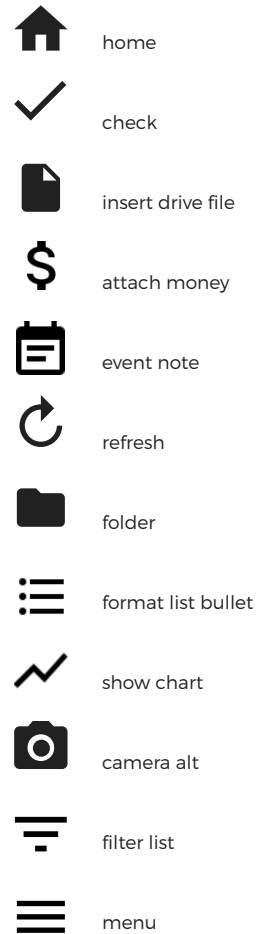 home
check
insert drive file
attach money
event note
refresh
folder
format list bullet
show chart
camera alt
filter list
menu